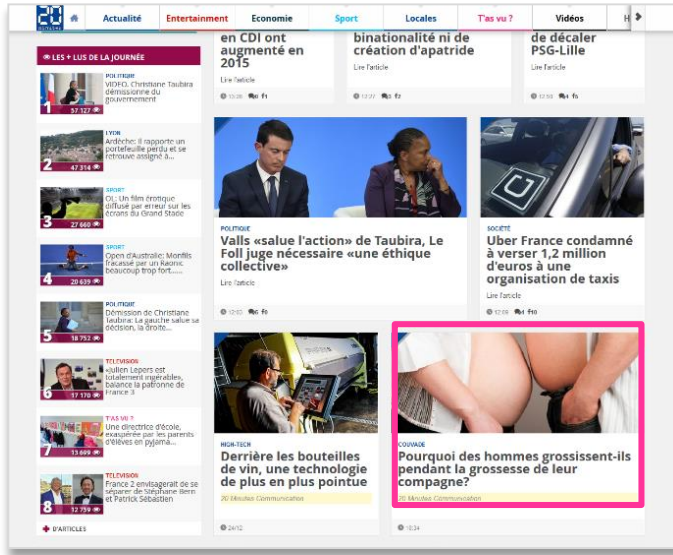 20
MINUTES
Actualité
Entertainment
Economie
Sport
Locales
T'as vu ?
Vidéos
H
LES + LUS DE LA JOURNÉE
1
57 127
POLITIQUE
VIDEO. Christiane Taubira
démissionne du
gouvernement
2
47 314
LYON
Ardèche: Il rapporte un
portefeuille perdu et se
retrouve assigné à...
3
27 660
SPORT
OL: Un film érotique
diffusé par erreur sur les
écrans du Grand Stade
4
20 639
SPORT
Open d'Australie: Monfils
fracassé par un Raonic
beaucoup trop fort......
5
18 752
POLITIQUE
Démission de Christiane
Taubira: La gauche salue sa
décision, la droite...
6
17 170
TELEVISION
«Julien Lepers est
totalement ingérable»,
balance la patronne de
France 3
7
13 699
T'AS VU ?
Une directrice d'école,
exaspérée par les parents
d'élèves en pyjama...
8
12 759
TELEVISION
France 2 envisagerait de se
séparer de Stéphane Bern
et Patrick Sébastien
+ D'ARTICLES
en CDI ont
augmenté en
2015
Lire l'article
binationalité ni de
création d'apatride
Lire l'article
12:27
de décaler
PSG-Lille
Lire l'article
POLITIQUE
Valls «salue l'action» de Taubira, Le
Foll juge nécessaire «une éthique
collective»
Lire l'article
SOCIÉTÉ
Uber France condamné
à verser 1,2 million
d'euros à une
organisation de taxis
Lire l'article
12:09
HIGH-TECH
Derrière les bouteilles
de vin, une technologie
de plus en plus pointue
20 Minutes Communication
COUVADE
Pourquoi des hommes grossissent-ils
pendant la grossesse de leur
compagne?
20 Minutes Communication